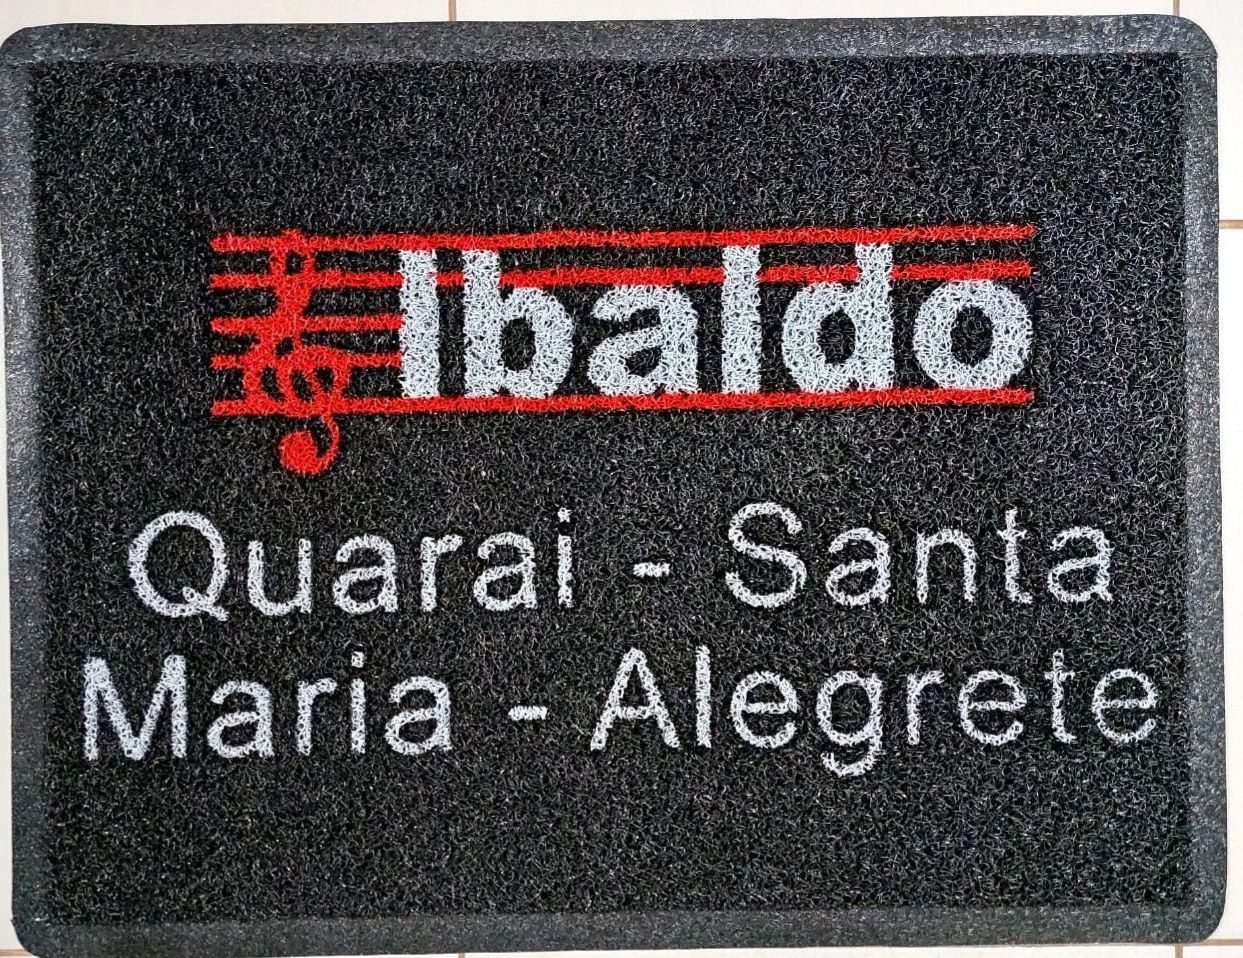 Ibaldo
Quarai - Santa
Maria - Alegrete